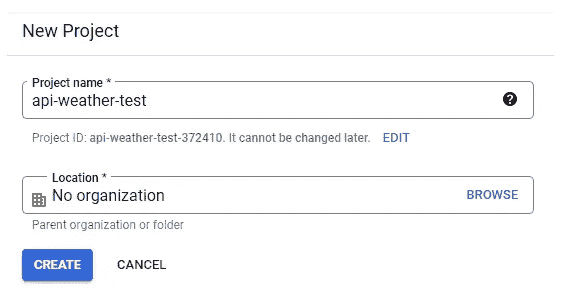 New Project
Project name *
api-weather-test
Project ID: api-weather-test-372410. It cannot be changed later. EDIT
Location *
No organization BROWSE
Parent organization or folder
CREATE CANCEL